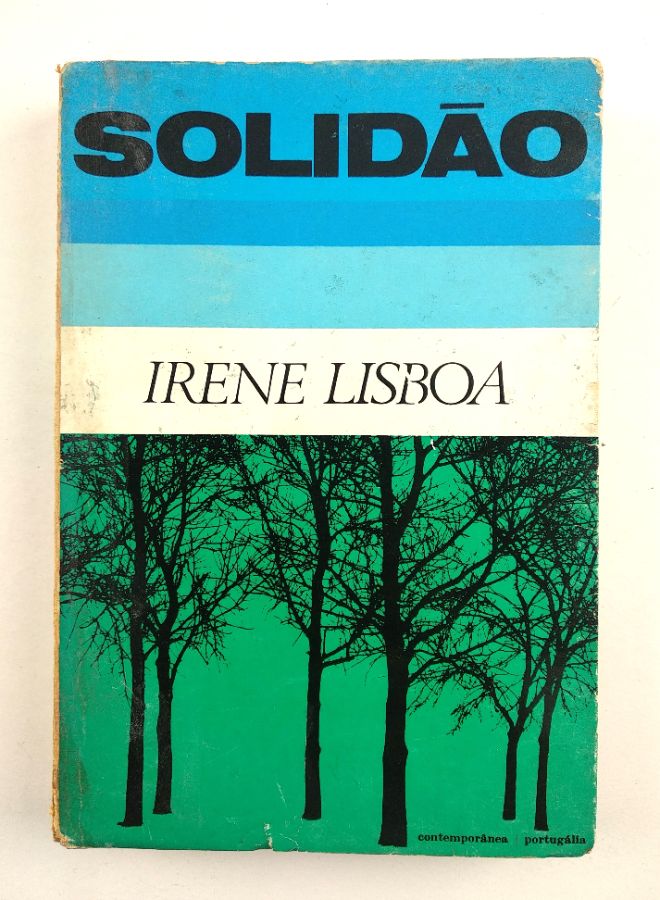 SOLIDÃO
IRENE LISBOA
contemporânea portugália